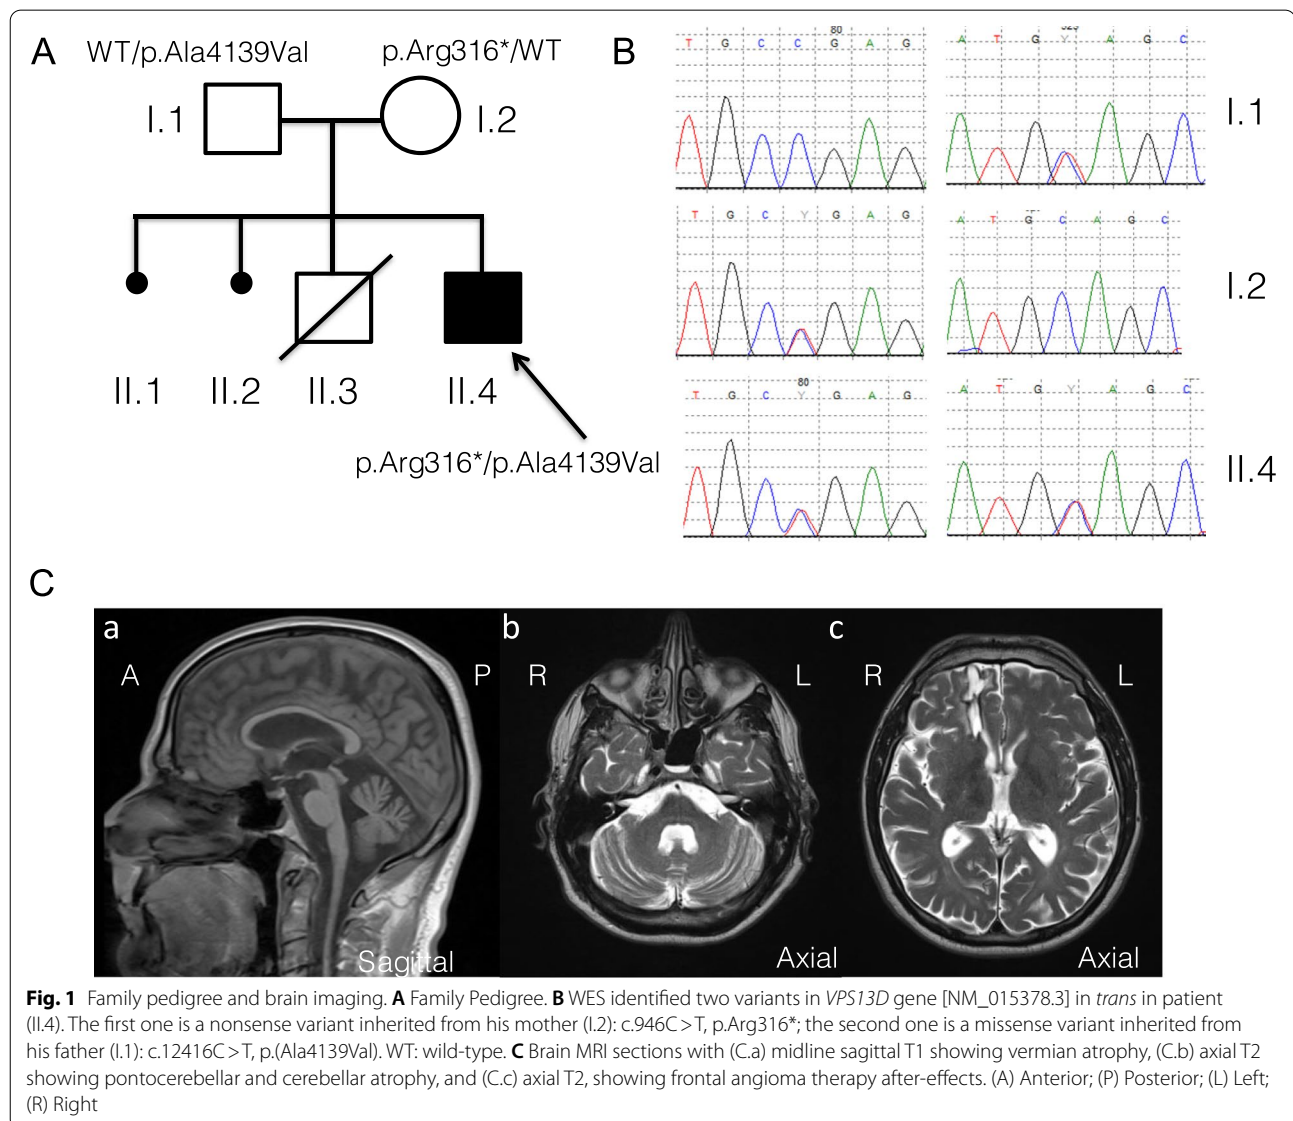 A
WT/p.Ala4139Val
p.Arg316*/WT
I.1
I.2
II.1
II.2
II.3
II.4
p.Arg316*/p.Ala4139Val
B
80
T G C C G A G
A T G Y A G C
I.1
T G C Y G A G
A T G C A G C
I.2
80
T G C Y G A G
A T G Y A G C
II.4
C
a
A
P
Sagittal
b
R
L
Axial
c
R
L
Axial
Fig. 1 Family pedigree and brain imaging. A Family Pedigree. B WES identified two variants in VPS13D gene [NM_015378.3] in trans in patient
(II.4). The first one is a nonsense variant inherited from his mother (I.2): c.946C>T, p.Arg316*; the second one is a missense variant inherited from
his father (I.1): c.12416C>T, p.(Ala4139Val). WT: wild-type. C Brain MRI sections with (C.a) midline sagittal T1 showing vermian atrophy, (C.b) axial T2
showing pontocerebellar and cerebellar atrophy, and (C.c) axial T2, showing frontal angioma therapy after-effects. (A) Anterior; (P) Posterior; (L) Left;
(R) Right